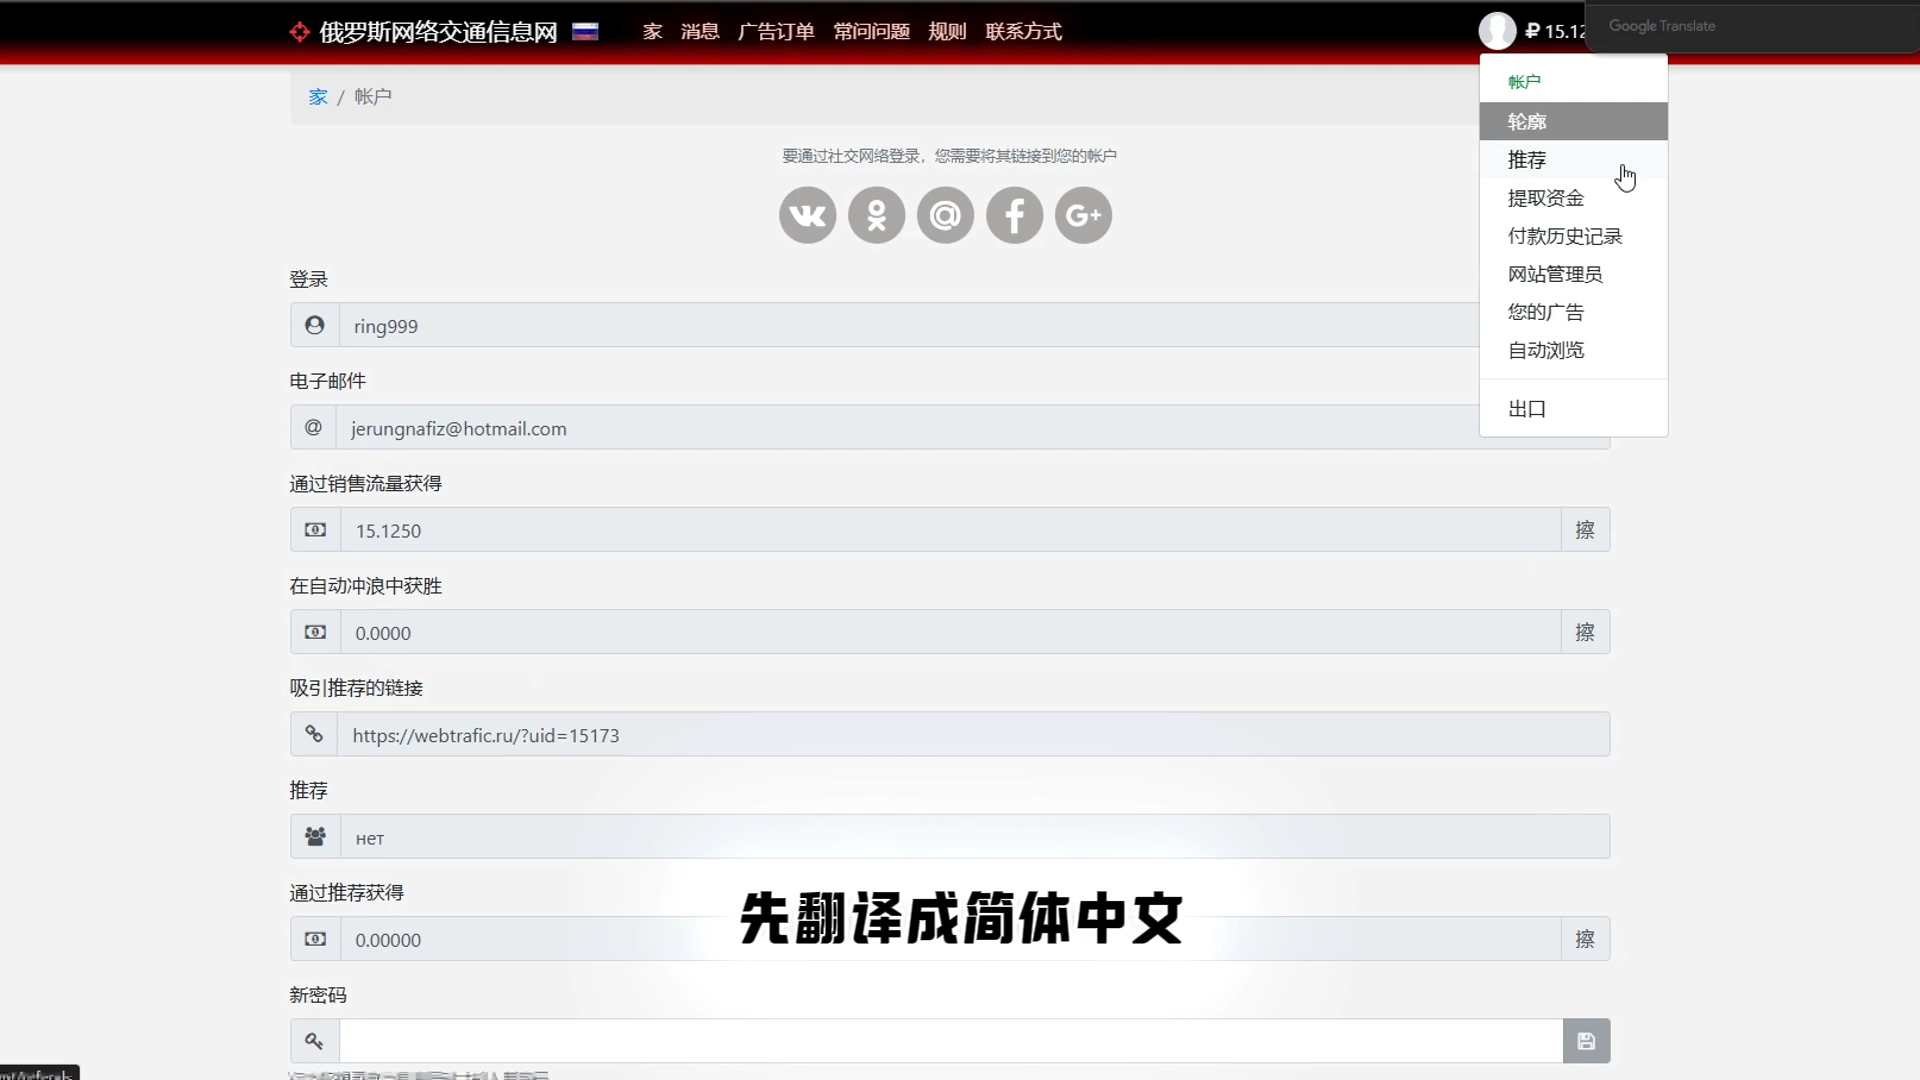 俄罗斯网络交通信息网
家 消息 广告订单 常问问题 规则 联系方式
₽ 15.12
Google Translate
家 / 帐户
帐户
轮廓
推荐
提取资金
付款历史记录
网站管理员
您的广告
自动浏览
出口
要通过社交网络登录，您需要将其链接到您的帐户
登录
ring999
电子邮件
@ jerungnafiz@hotmail.com
通过销售流量获得
15.1250 擦
在自动冲浪中获胜
0.0000 擦
吸引推荐的链接
https://webtrafic.ru/?uid=15173
推荐
нет
通过推荐获得
0.00000 擦
先翻译成简体中文
新密码